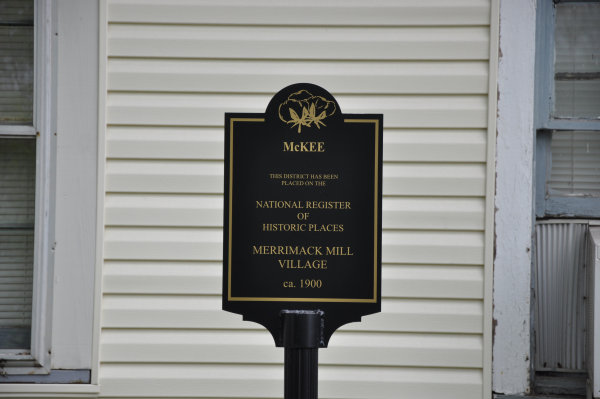 McKEE
THIS DISTRICT HAS BEEN
PLACED ON THE
NATIONAL REGISTER
OF
HISTORIC PLACES
MERRIMACK MILL
VILLAGE
ca. 1900